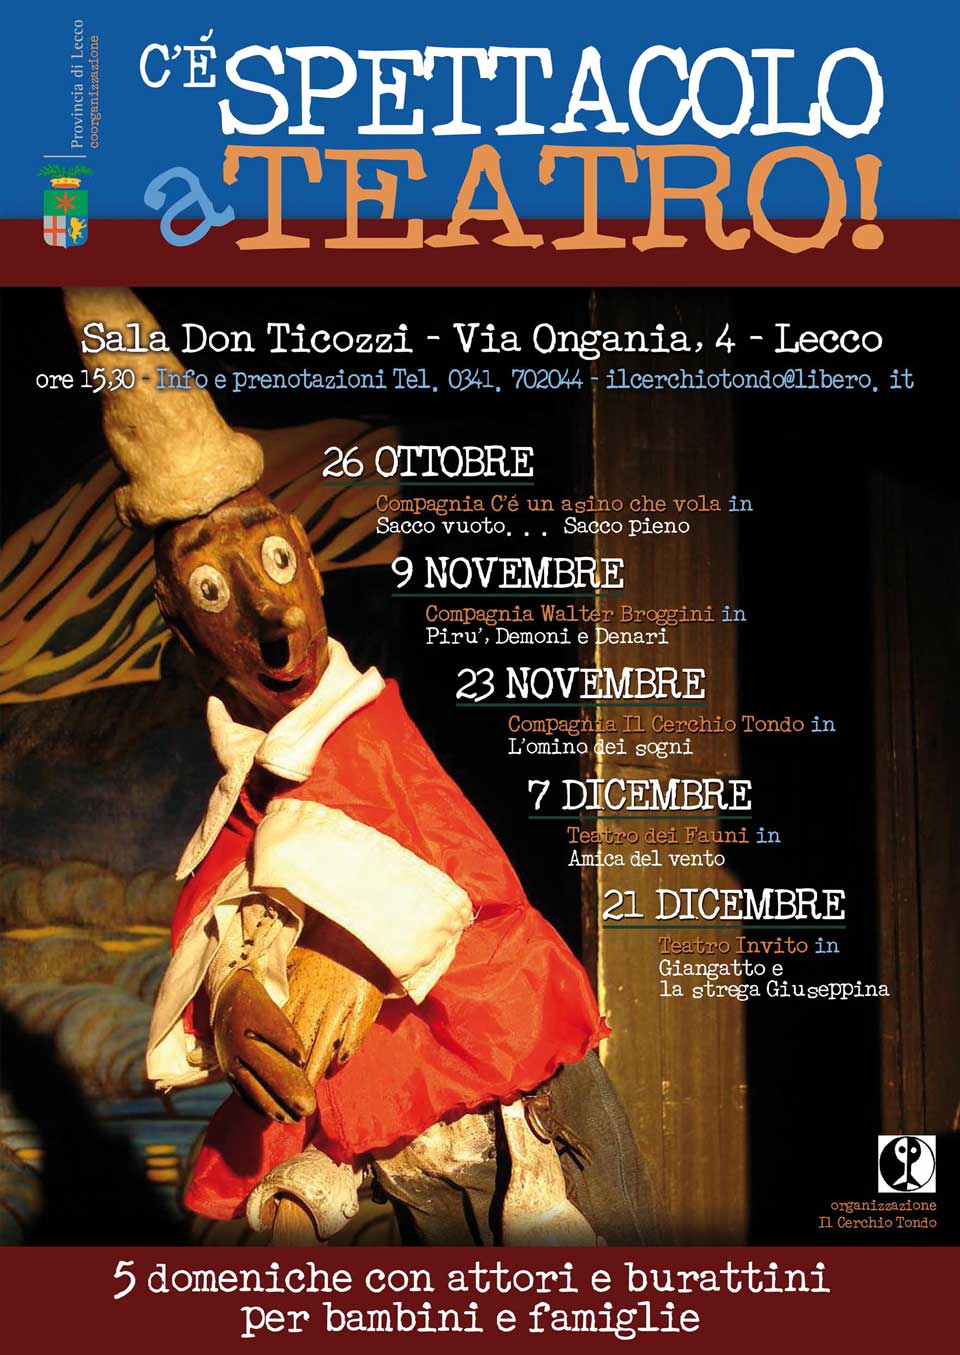 Provincia di Lecco
coorganizzazione
C'É SPETTACOLO
a TEATRO!
Sala Don Ticozzi - Via Ongania, 4 - Lecco
ore 15,30 - Info e prenotazioni Tel. 0341. 702044 - ilcerchiotondo@libero. it
26 OTTOBRE
Compagnia C'é un asino che vola in
Sacco vuoto. . . Sacco pieno
9 NOVEMBRE
Compagnia Walter Broggini in
Piru', Demoni e Denari
23 NOVEMBRE
Compagnia Il Cerchio Tondo in
L'omino dei sogni
7 DICEMBRE
Teatro dei Fauni in
Amica del vento
21 DICEMBRE
Teatro Invito in
Giangatto e
la strega Giuseppina
organizzazione
Il Cerchio Tondo
5 domeniche con attori e burattini
per bambini e famiglie